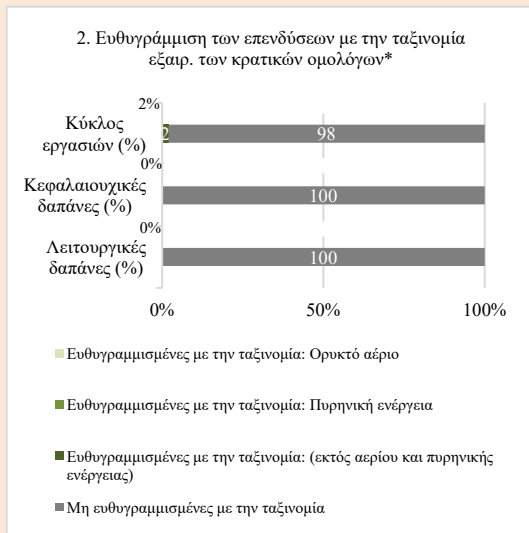 2. Ευθυγράμμιση των επενδύσεων με την ταξινομία
εξαιρ. των κρατικών ομολόγων*
2%
Κύκλος
εργασιών (%)
2
98
0%
Κεφαλαιουχικές
δαπάνες (%)
100
0%
Λειτουργικές
δαπάνες (%)
100
0%
50%
100%
Ευθυγραμμισμένες με την ταξινομία: Ορυκτό αέριο
Ευθυγραμμισμένες με την ταξινομία: Πυρηνική ενέργεια
Ευθυγραμμισμένες με την ταξινομία: (εκτός αερίου και πυρηνικής
ενέργειας)
Μη ευθυγραμμισμένες με την ταξινομία